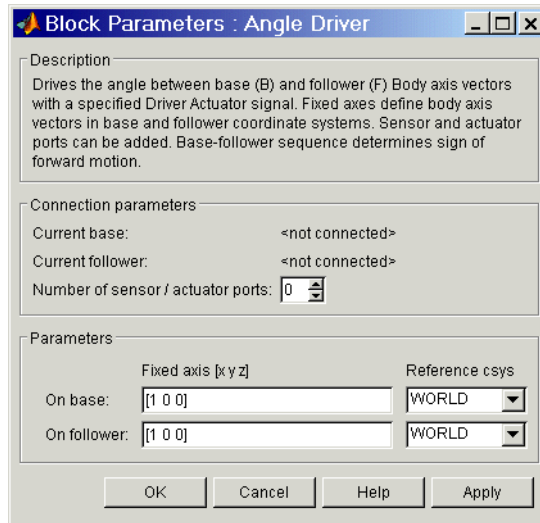 Block Parameters : Angle Driver
Description
Drives the angle between base (B) and follower (F) Body axis vectors
with a specified Driver Actuator signal. Fixed axes define body axis
vectors in base and follower coordinate systems. Sensor and actuator
ports can be added. Base-follower sequence determines sign of
forward motion.
Connection parameters
Current base: <not connected>
Current follower: <not connected>
Number of sensor / actuator ports: 0
Parameters
Fixed axis [x y z] Reference csys
On base: [1 0 0] WORLD
On follower: [1 0 0] WORLD
OK Cancel Help Apply